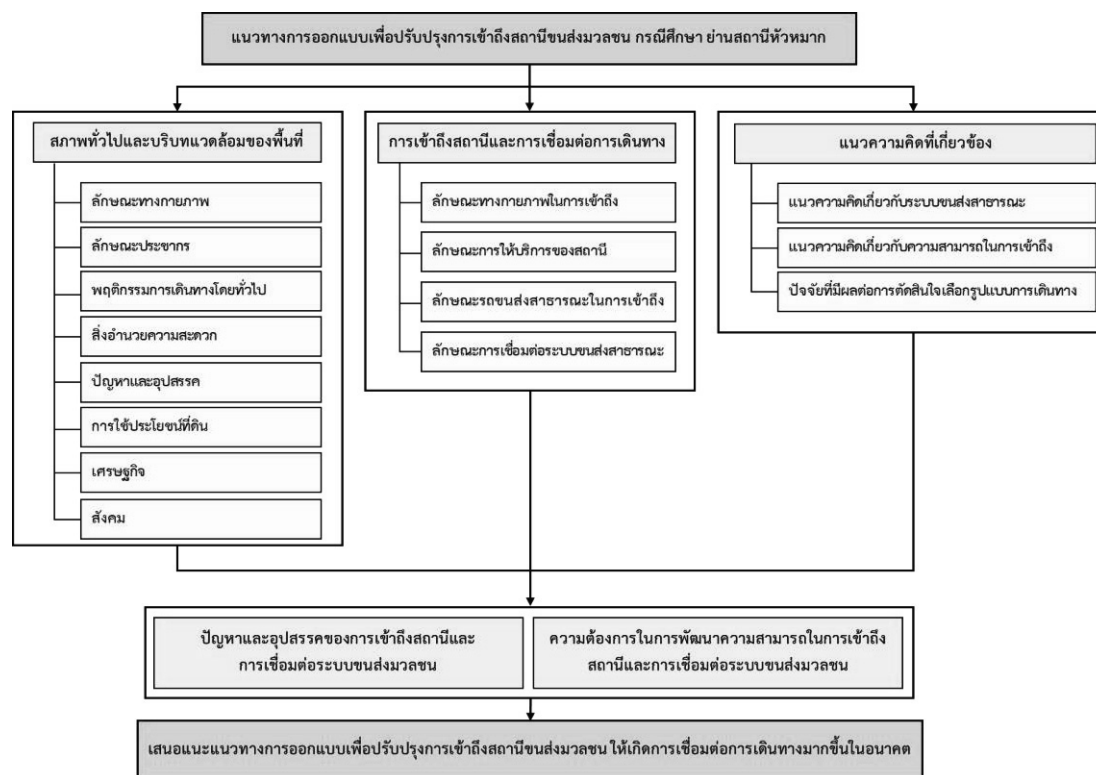 แนวทางการออกแบบเพื่อปรับปรุงการเข้าถึงสถานีขนส่งมวลชน กรณีศึกษา ย่านสถานีหัวหมาก
สภาพทั่วไปและบริบทแวดล้อมของพื้นที่
ลักษณะทางกายภาพ
ลักษณะประชากร
พฤติกรรมการเดินทางโดยทั่วไป
สิ่งอำนวยความสะดวก
ปัญหาและอุปสรรค
การใช้ประโยชน์ที่ดิน
เศรษฐกิจ
สังคม
การเข้าถึงสถานีและการเชื่อมต่อการเดินทาง
ลักษณะทางกายภาพในการเข้าถึง
ลักษณะการให้บริการของสถานี
ลักษณะรถขนส่งสาธารณะในการเข้าถึง
ลักษณะการเชื่อมต่อระบบขนส่งสาธารณะ
แนวความคิดที่เกี่ยวข้อง
แนวความคิดเกี่ยวกับระบบขนส่งสาธารณะ
แนวความคิดเกี่ยวกับความสามารถในการเข้าถึง
ปัจจัยที่มีผลต่อการตัดสินใจเลือกรูปแบบการเดินทาง
ปัญหาและอุปสรรคของการเข้าถึงสถานีและ
การเชื่อมต่อระบบขนส่งมวลชน
ความต้องการในการพัฒนาความสามารถในการเข้าถึง
สถานีและการเชื่อมต่อระบบขนส่งมวลชน
เสนอแนะแนวทางการออกแบบเพื่อปรับปรุงการเข้าถึงสถานีขนส่งมวลชน ให้เกิดการเชื่อมต่อการเดินทางมากขึ้นในอนาคต